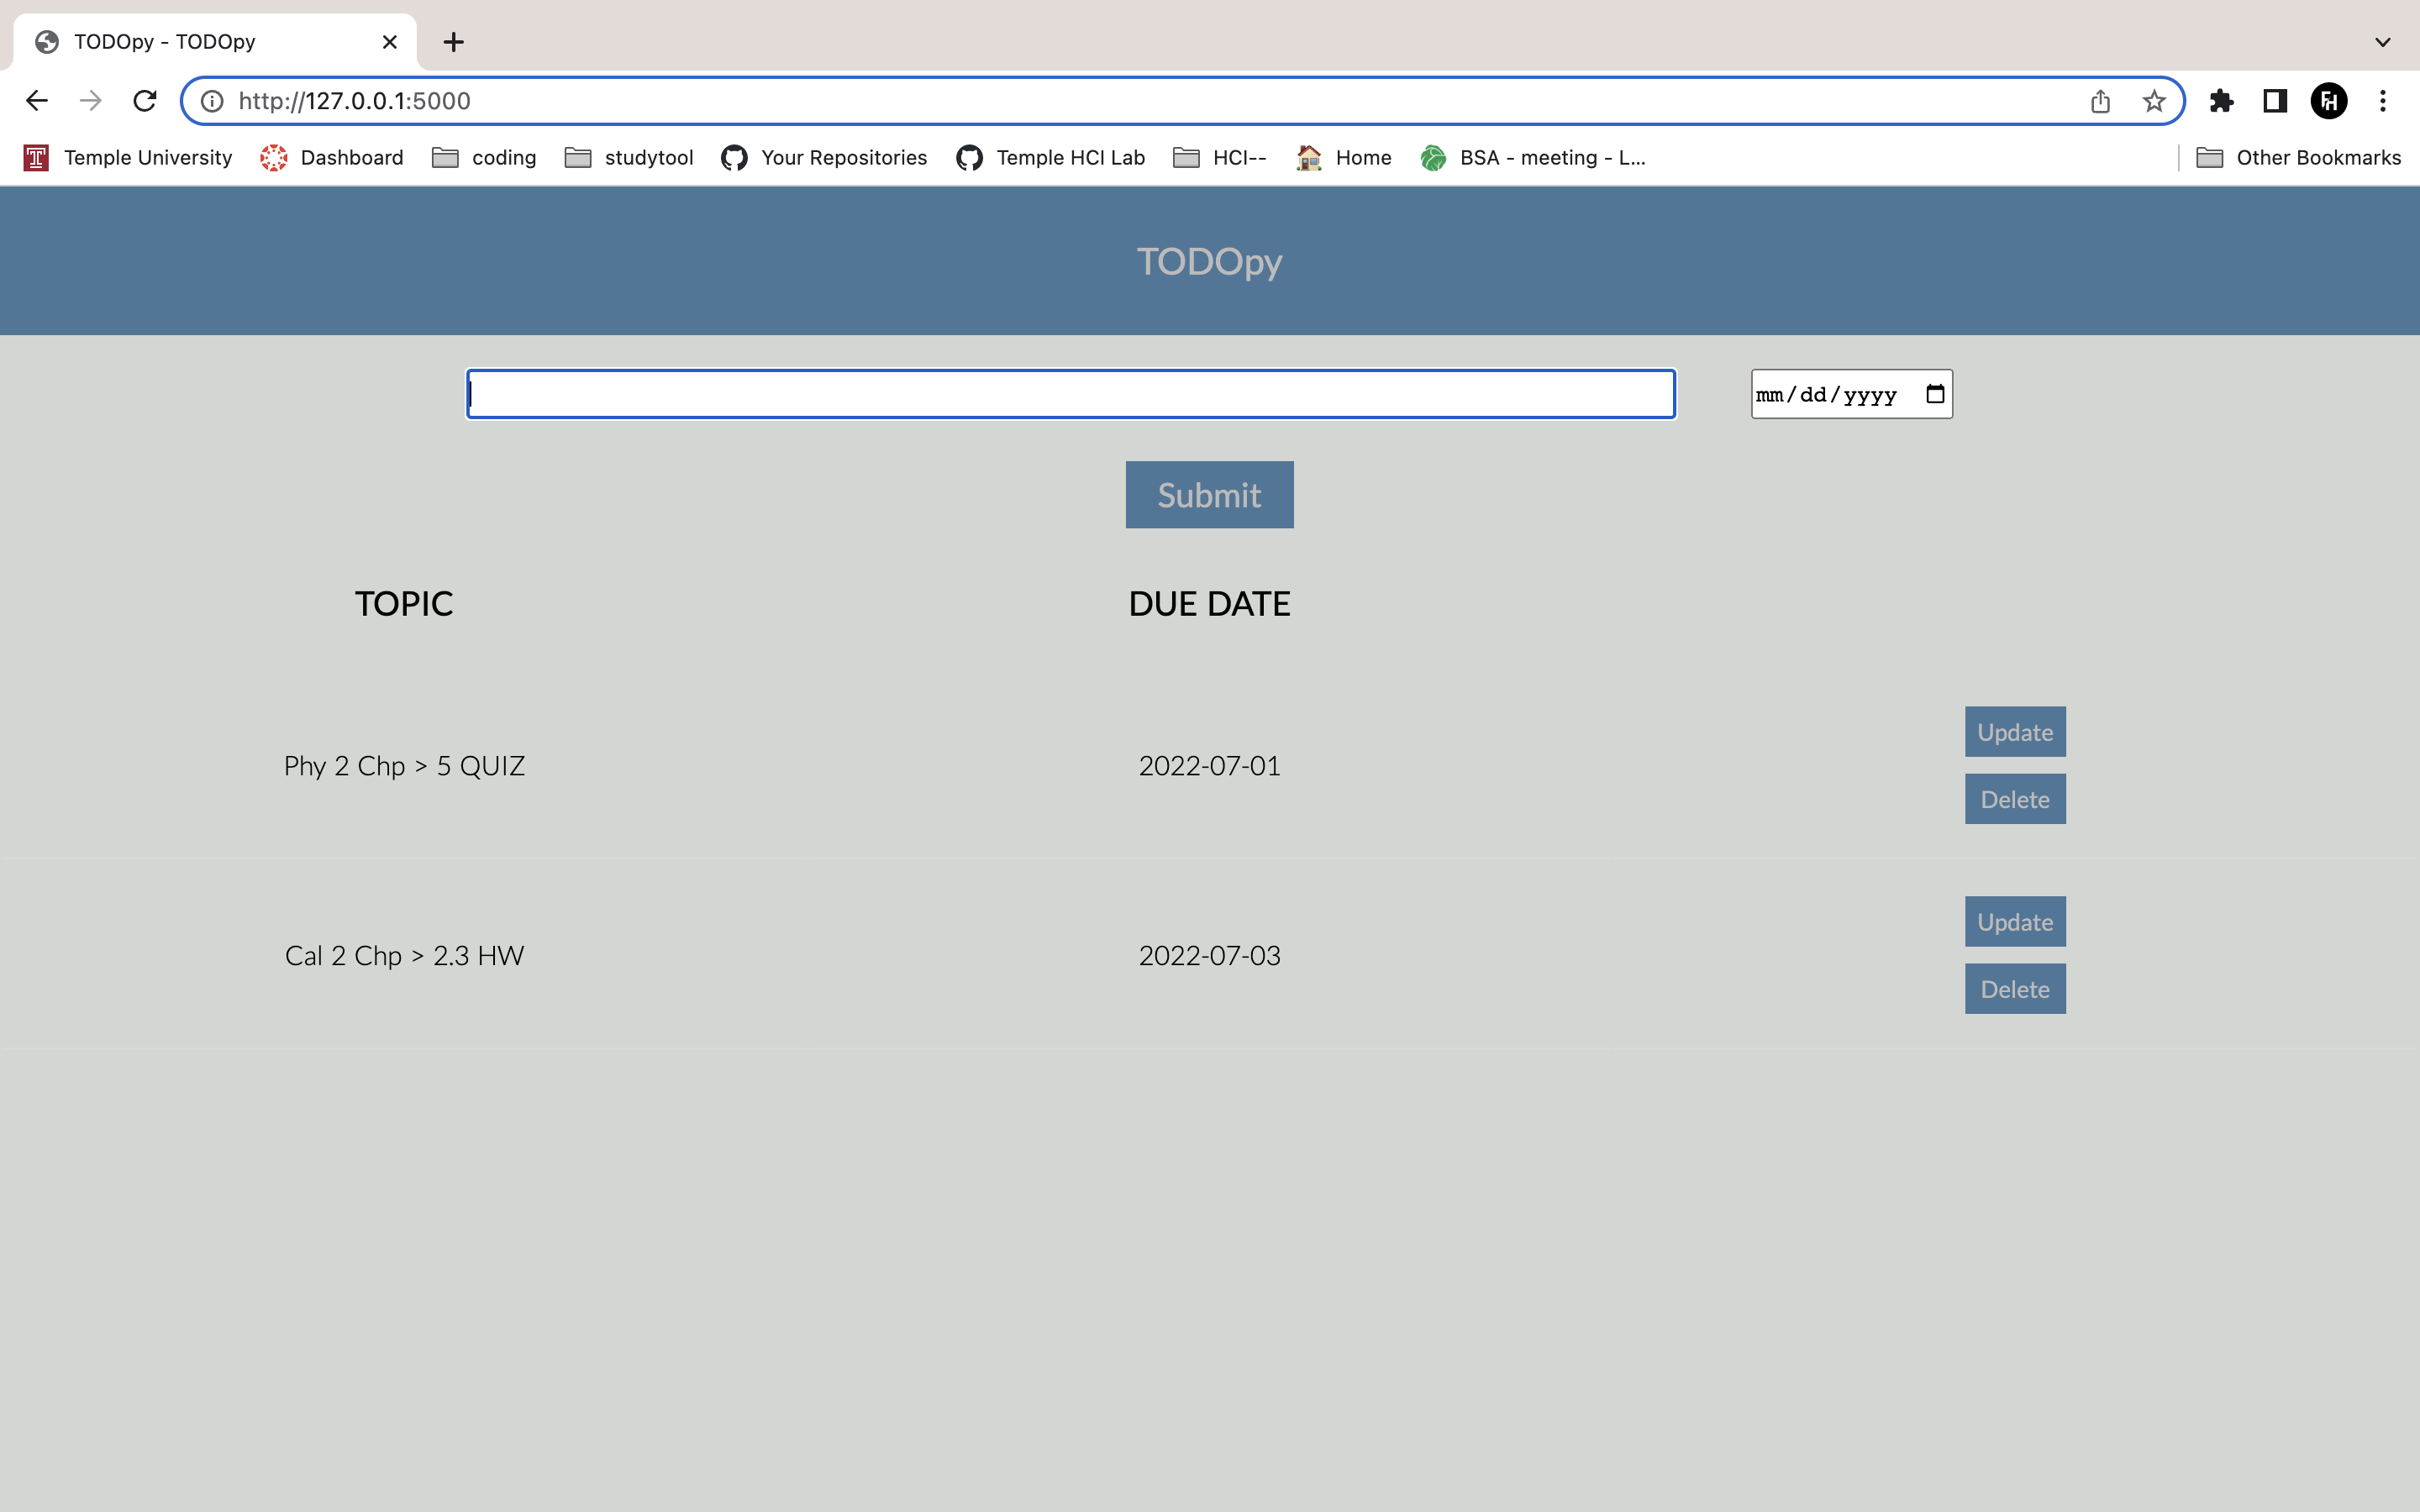 TODOpy - TODOpy
http://127.0.0.1:5000
FH
Temple University Dashboard coding studytool Your Repositories Temple HCI Lab HCI-- Home BSA - meeting - L... Other Bookmarks
TODOpy
mm/dd/yyyy
Submit
TOPIC DUE DATE
Update
Phy 2 Chp > 5 QUIZ 2022-07-01
Delete
Update
Cal 2 Chp > 2.3 HW 2022-07-03
Delete